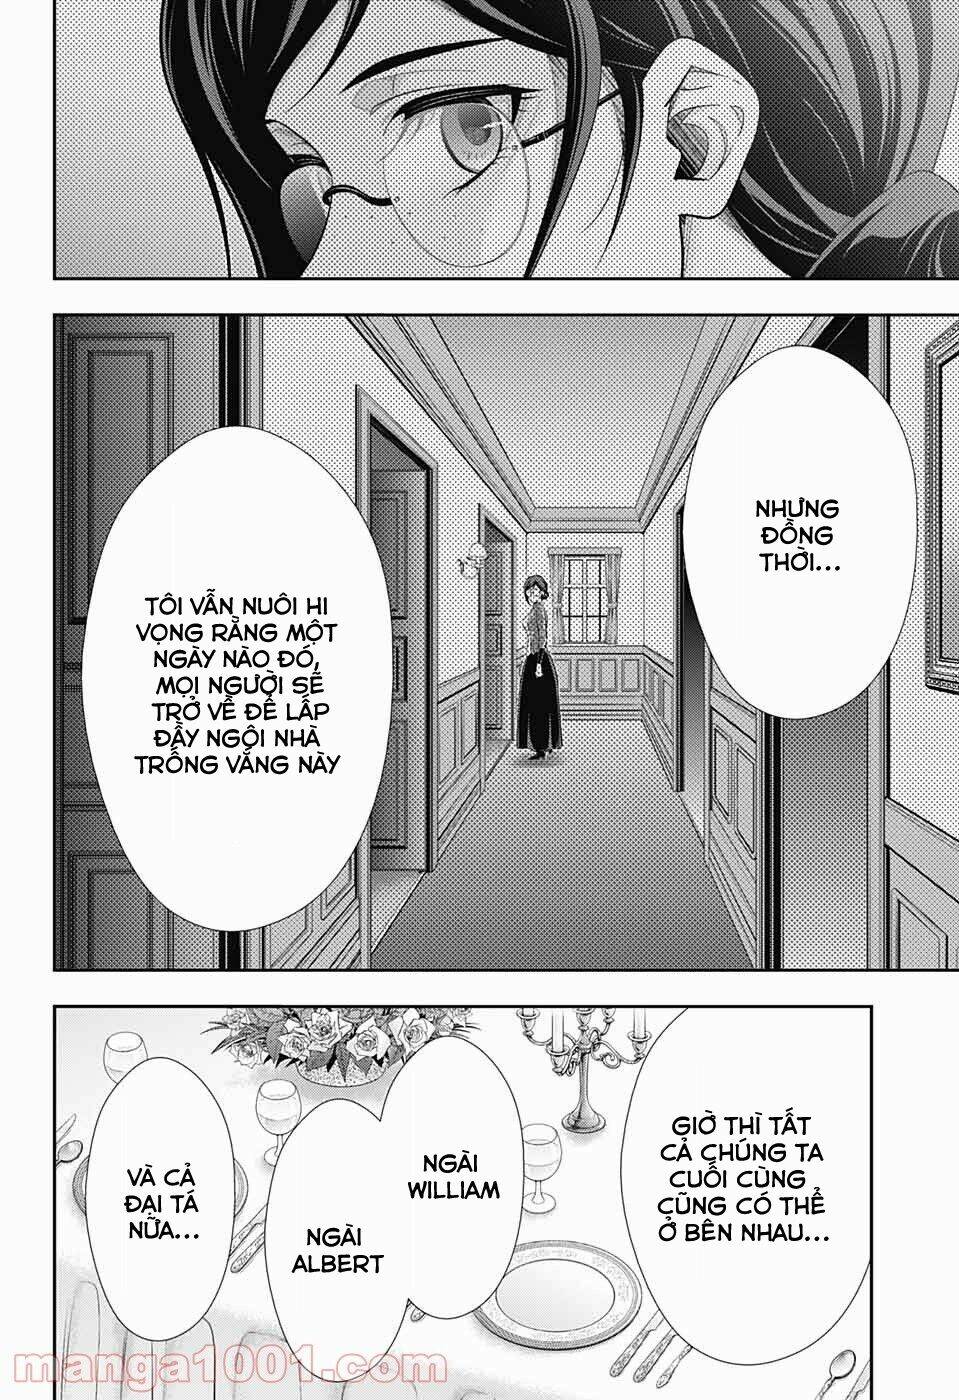 NHƯNG
ĐỒNG
THỜI...
TÔI VẪN NUÔI HI
VỌNG RẰNG MỘT
NGÀY NÀO ĐÓ,
MỌI NGƯỜI SẼ
TRỞ VỀ ĐỂ LẤP
ĐẦY NGÔI NHÀ
TRỐNG VẮNG NÀY
GIỜ THÌ TẤT
CẢ CHÚNG TA
CUỐI CÙNG
CŨNG CÓ THỂ
Ở BÊN NHAU...
NGÀI
WILLIAM
NGÀI
ALBERT
VÀ CẢ
ĐẠI TÁ
NỮA...
manga1001.com